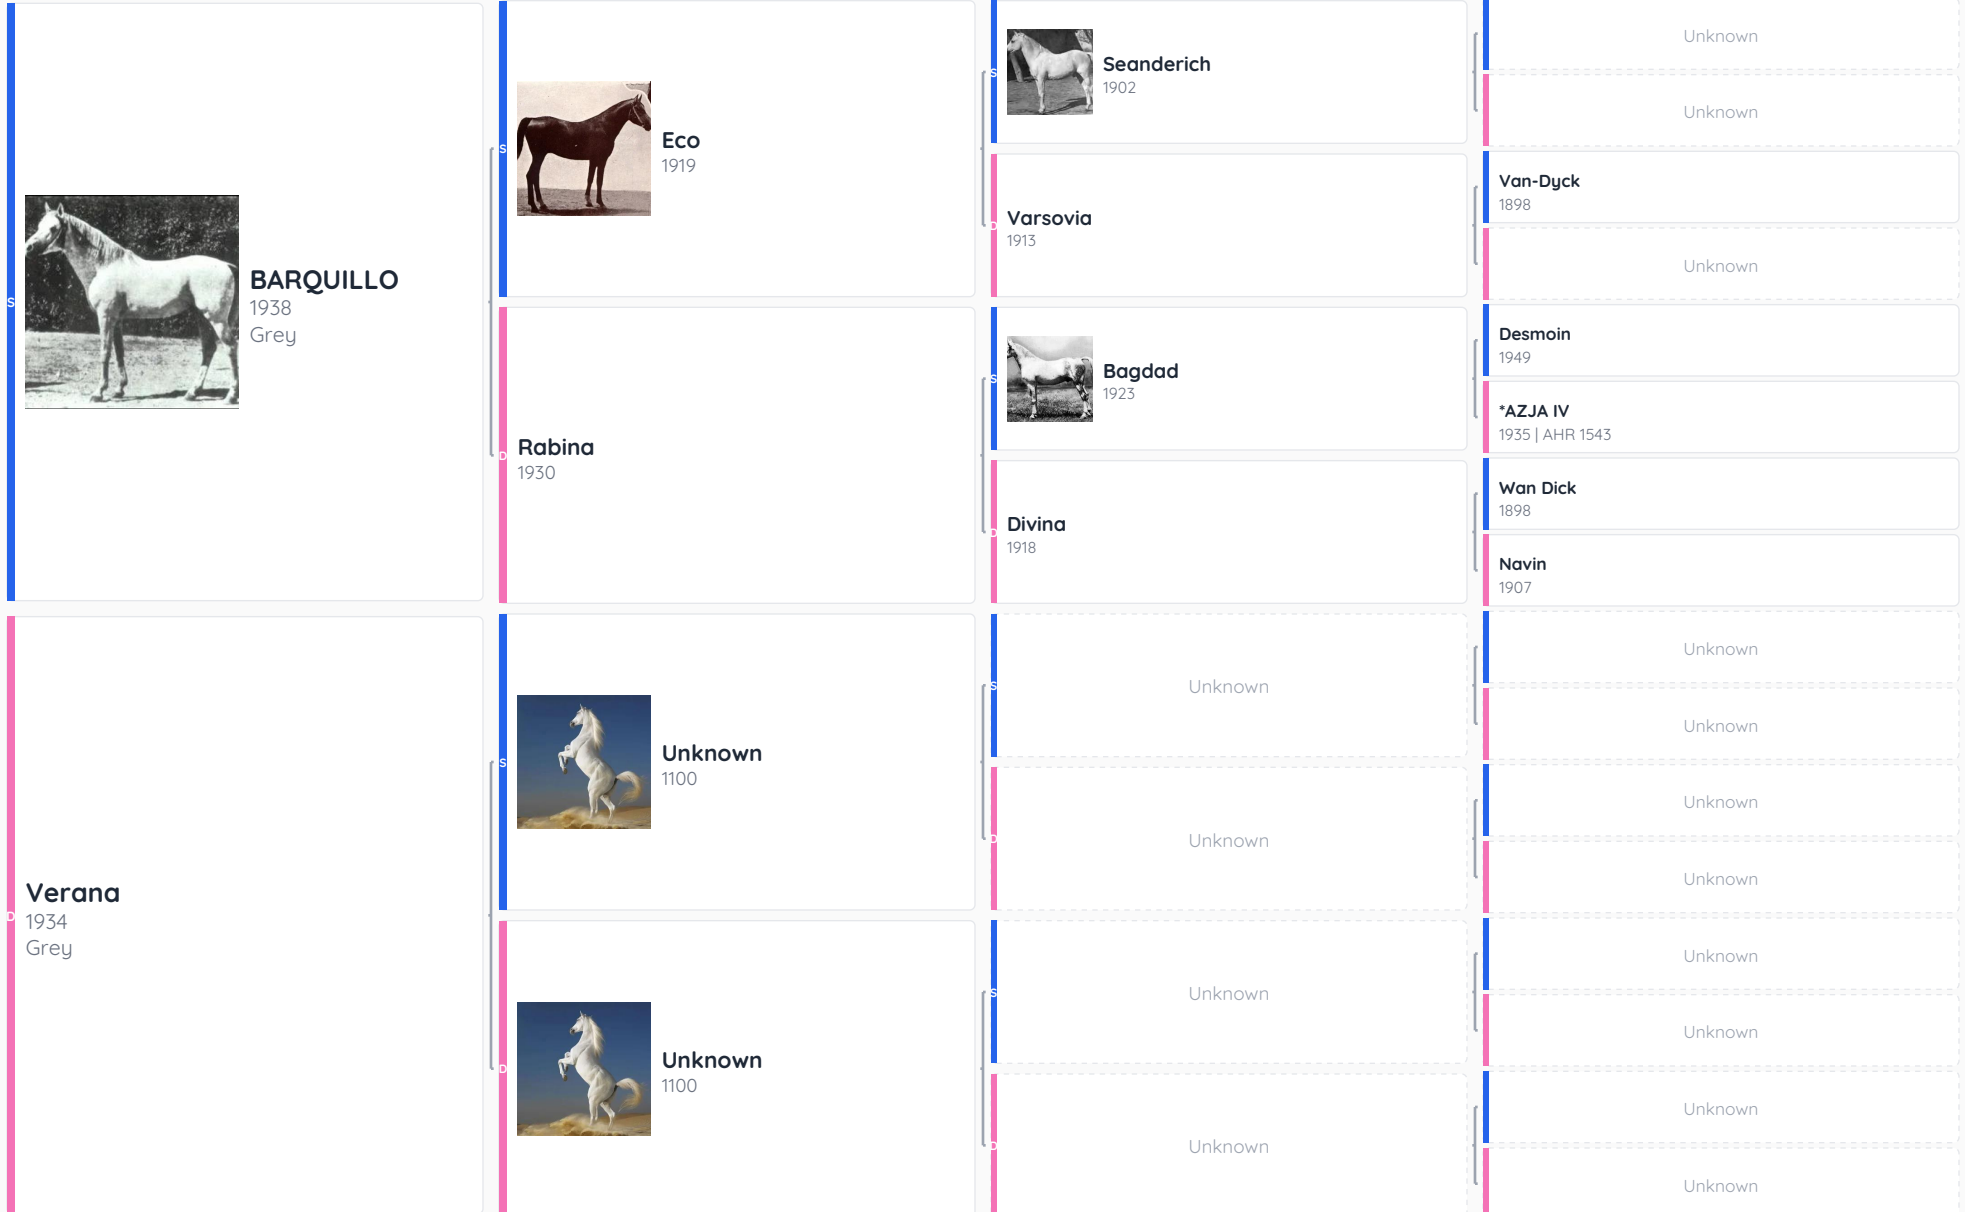 S
BARQUILLO
1938
Grey
D
Verana
1934
Grey
S
Eco
1919
D
Rabina
1930
S
Unknown
1100
D
Unknown
1100
S
Seanderich
1902
D
Varsovia
1913
S
Bagdad
1923
D
Divina
1918
S
Unknown
D
Unknown
S
Unknown
D
Unknown
Unknown
Unknown
Van-Dyck
1898
Unknown
Desmoin
1949
*AZJA IV
1935 | AHR 1543
Wan Dick
1898
Navin
1907
Unknown
Unknown
Unknown
Unknown
Unknown
Unknown
Unknown
Unknown